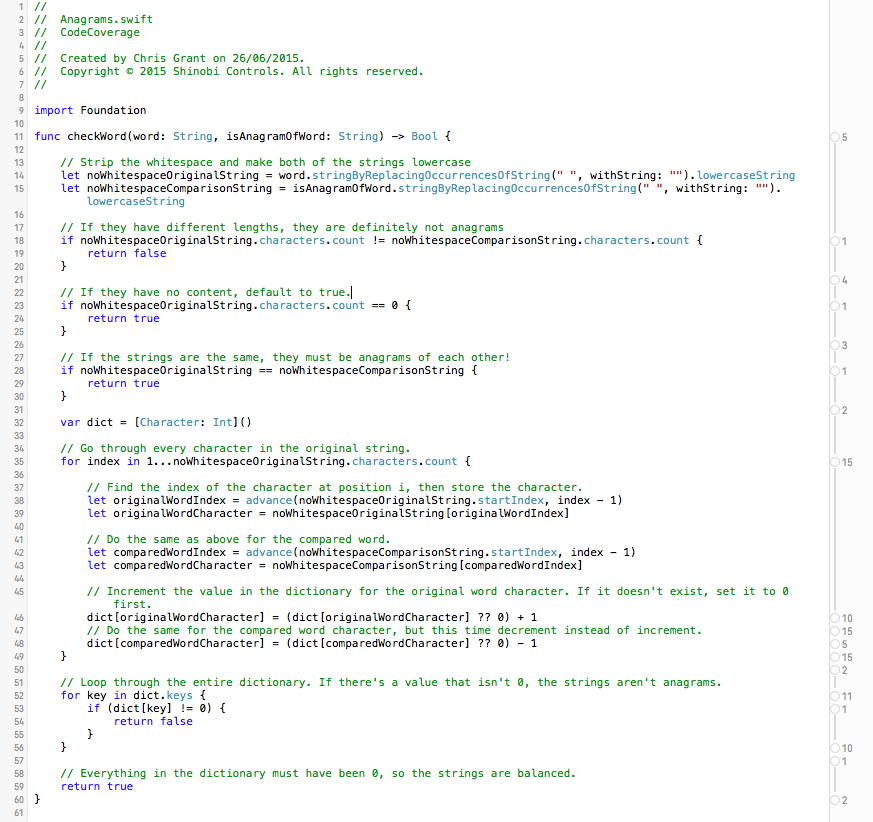 1 //
2 //  Anagrams.swift
3 //  CodeCoverage
4 //
5 //  Created by Chris Grant on 26/06/2015.
6 //  Copyright © 2015 Shinobi Controls. All rights reserved.
7 //
8
9 import Foundation
10
11 func checkWord(word: String, isAnagramOfWord: String) -> Bool { 5
12
13     // Strip the whitespace and make both of the strings lowercase
14     let noWhitespaceOriginalString = word.stringByReplacingOccurrencesOfString(" ", withString: "").lowercaseString
15     let noWhitespaceComparisonString = isAnagramOfWord.stringByReplacingOccurrencesOfString(" ", withString: "").
        lowercaseString
16
17     // If they have different lengths, they are definitely not anagrams
18     if noWhitespaceOriginalString.characters.count != noWhitespaceComparisonString.characters.count { 1
19         return false
20     }
21 4
22     // If they have no content, default to true.
23     if noWhitespaceOriginalString.characters.count == 0 { 1
24         return true
25     }
26 3
27     // If the strings are the same, they must be anagrams of each other!
28     if noWhitespaceOriginalString == noWhitespaceComparisonString { 1
29         return true
30     }
31 2
32     var dict = [Character: Int]()
33
34     // Go through every character in the original string.
35     for index in 1...noWhitespaceOriginalString.characters.count { 15
36
37         // Find the index of the character at position i, then store the character.
38         let originalWordIndex = advance(noWhitespaceOriginalString.startIndex, index - 1)
39         let originalWordCharacter = noWhitespaceOriginalString[originalWordIndex]
40
41         // Do the same as above for the compared word.
42         let comparedWordIndex = advance(noWhitespaceComparisonString.startIndex, index - 1)
43         let comparedWordCharacter = noWhitespaceComparisonString[comparedWordIndex]
44
45         // Increment the value in the dictionary for the original word character. If it doesn't exist, set it to 0
            first.
46         dict[originalWordCharacter] = (dict[originalWordCharacter] ?? 0) + 1 10
47         // Do the same for the compared word character, but this time decrement instead of increment. 15
48         dict[comparedWordCharacter] = (dict[comparedWordCharacter] ?? 0) - 1 5
49     } 15
50 2
51     // Loop through the entire dictionary. If there's a value that isn't 0, the strings aren't anagrams.
52     for key in dict.keys { 11
53         if (dict[key] != 0) { 1
54             return false
55         }
56     } 10
57 1
58     // Everything in the dictionary must have been 0, so the strings are balanced.
59     return true
60 } 2
61